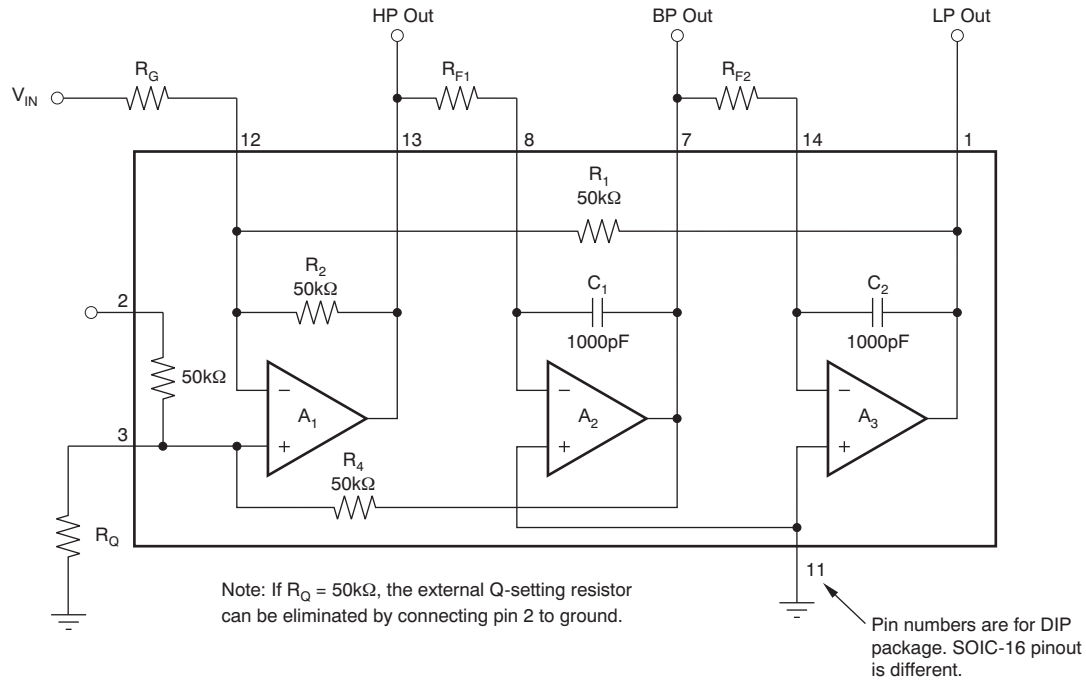 HP Out
BP Out
LP Out
R_G
R_F1
R_F2
V_IN
12
13
8
7
14
1
R_1
50kΩ
R_2
50kΩ
C_1
1000pF
C_2
1000pF
2
50kΩ
3
−
A_1
+
−
A_2
+
−
A_3
+
R_4
50kΩ
R_Q
11
Note: If R_Q = 50kΩ, the external Q-setting resistor
can be eliminated by connecting pin 2 to ground.
Pin numbers are for DIP
package. SOIC-16 pinout
is different.